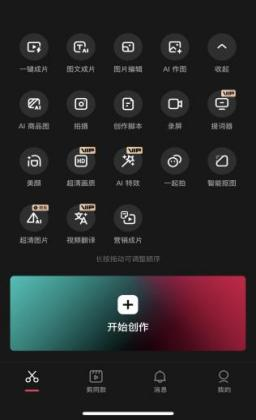 一键成片 图文成片 图片编辑 AI 作图 收起
AI 商品图 拍摄 创作脚本 录屏 VIP 提词器
美颜 VIP 超清画质 HD VIP AI 特效 一起拍 智能抠图
超清图片 AI VIP 视频翻译 营销成片
长按拖动可调整顺序
开始创作
剪同款 消息 我的